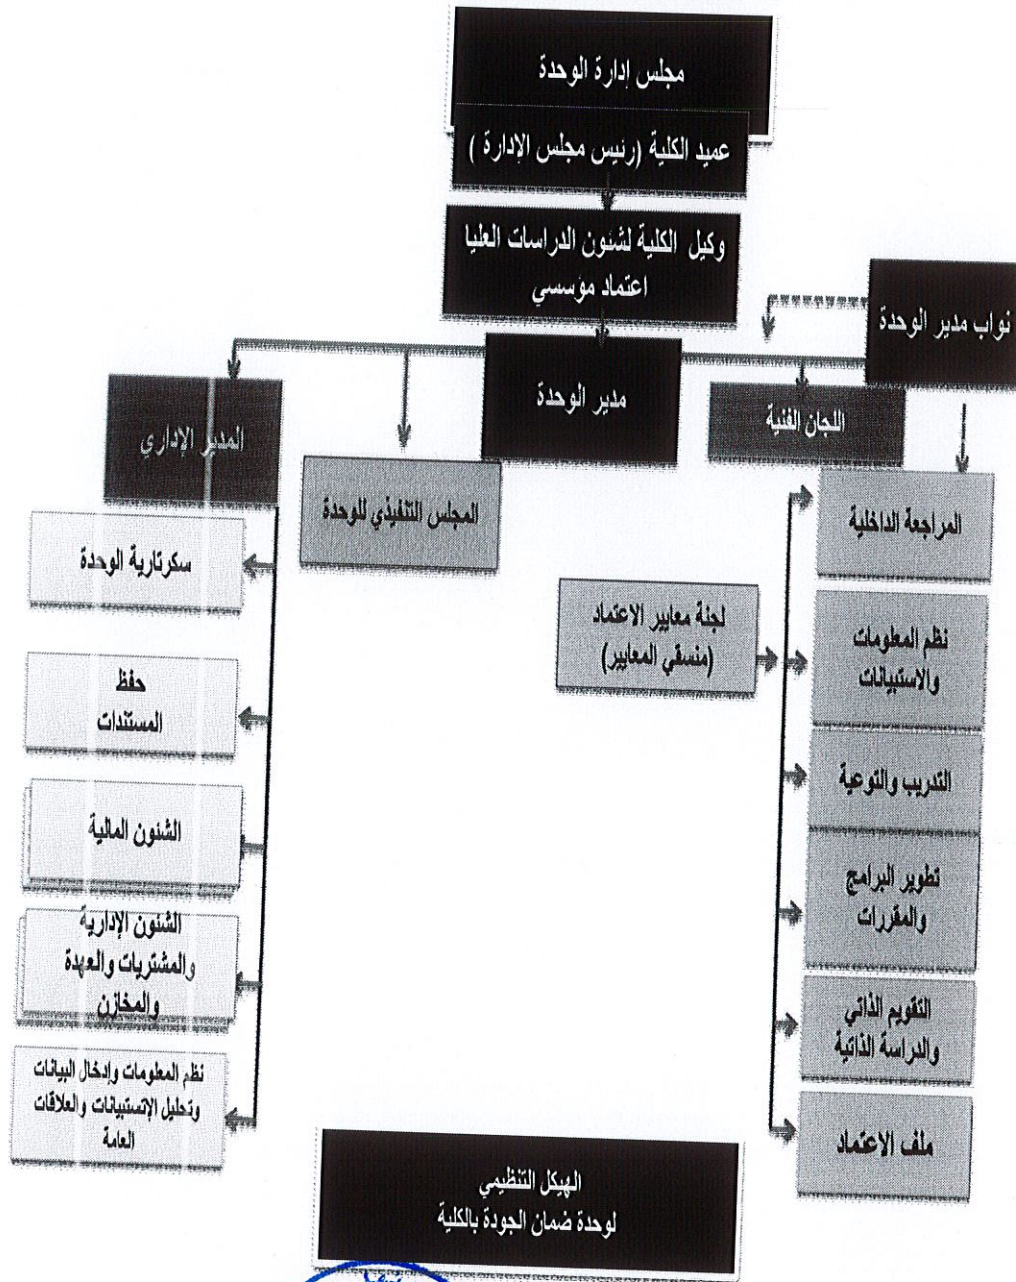 مجلس إدارة الوحدة
عميد الكلية (رئيس مجلس الإدارة )
وكيل الكلية لشئون الدراسات العليا
اعتماد مؤسسي
نواب مدير الوحدة
مدير الوحدة
اللجان الفنية
المدير الإداري
المجلس التنفيذي للوحدة
المراجعة الداخلية
سكرتارية الوحدة
لجنة معايير الاعتماد
(منسقي المعايير)
نظم المعلومات
والاستبيانات
حفظ
المستندات
التدريب والتوعية
الشئون المالية
تطوير البرامج
والمقررات
الشئون الإدارية
والمشتريات والعهدة
والمخازن
التقويم الذاتي
والدراسة الذاتية
نظم المعلومات وإدخال البيانات
وتحليل الإتستبيانات والعلاقات
العامة
ملف الاعتماد
الهيكل التنظيمي
لوحدة ضمان الجودة بالكلية